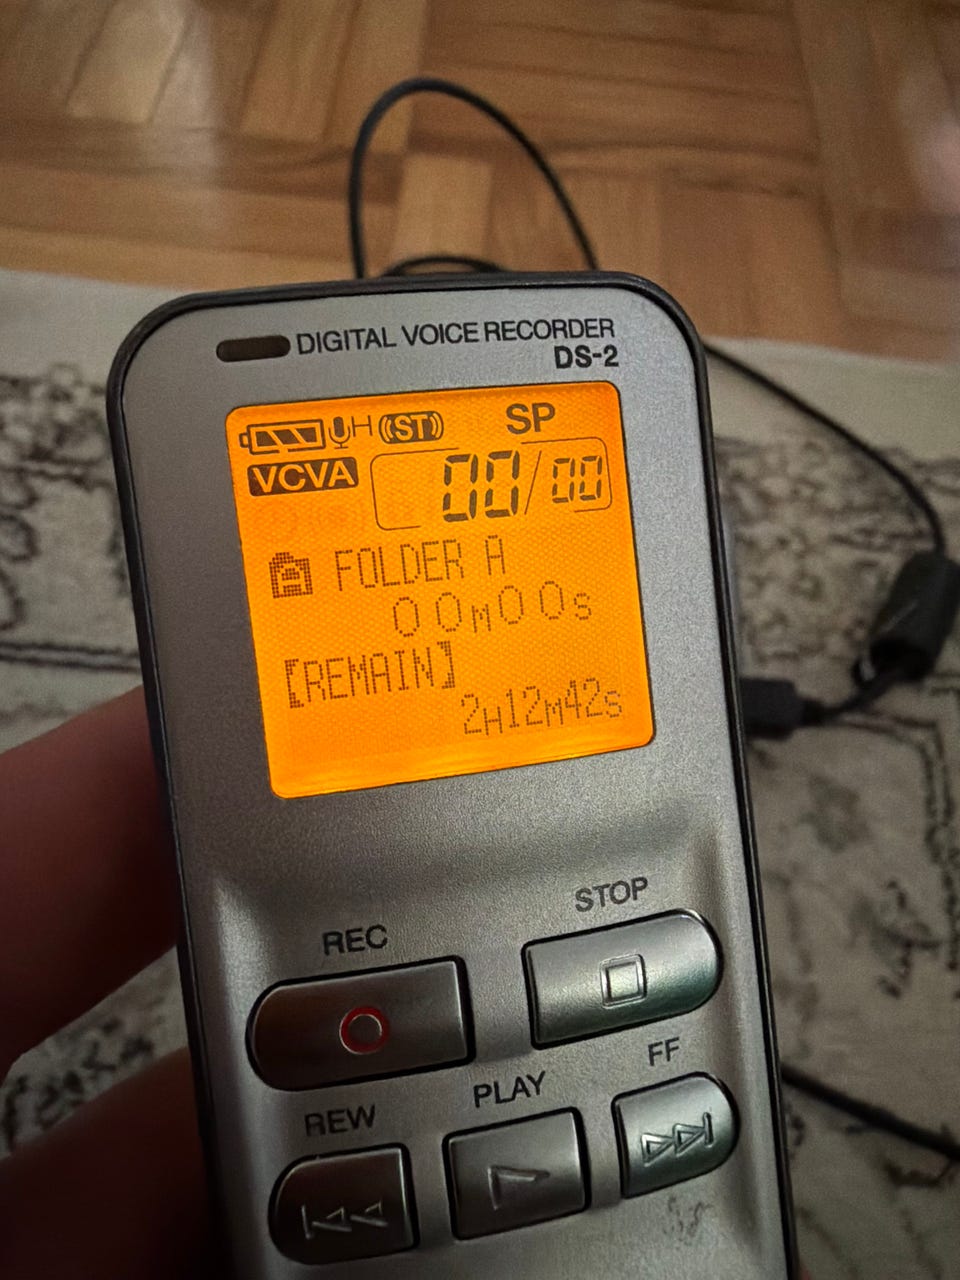 DIGITAL VOICE RECORDER
DS-2
H (ST) SP
VCVA 00/00
A FOLDER A
00M00s
[REMAIN]
2H12M42s
STOP
REC
FF
PLAY
REW